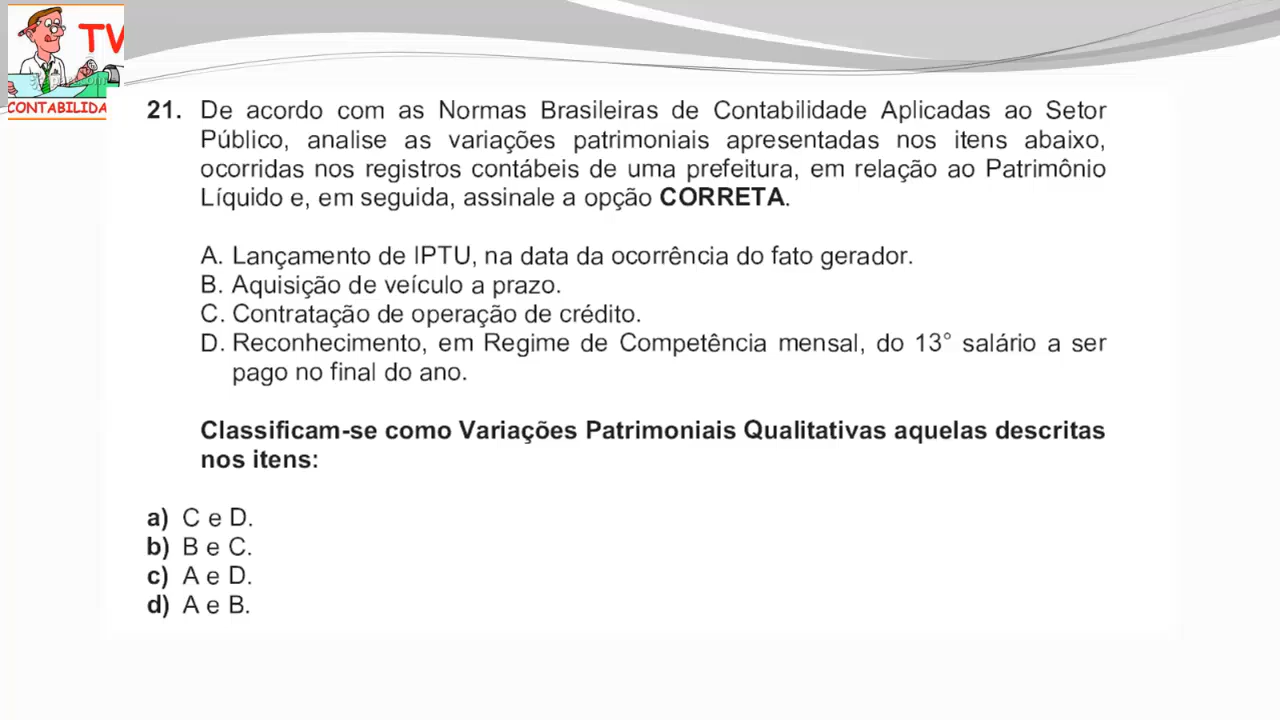 TV
CONTABILIDA
21. De acordo com as Normas Brasileiras de Contabilidade Aplicadas ao Setor
Público, analise as variações patrimoniais apresentadas nos itens abaixo,
ocorridas nos registros contábeis de uma prefeitura, em relação ao Patrimônio
Líquido e, em seguida, assinale a opção CORRETA.
A. Lançamento de IPTU, na data da ocorrência do fato gerador.
B. Aquisição de veículo a prazo.
C. Contratação de operação de crédito.
D. Reconhecimento, em Regime de Competência mensal, do 13° salário a ser
pago no final do ano.
Classificam-se como Variações Patrimoniais Qualitativas aquelas descritas
nos itens:
a) C e D.
b) B e C.
c) A e D.
d) A e B.